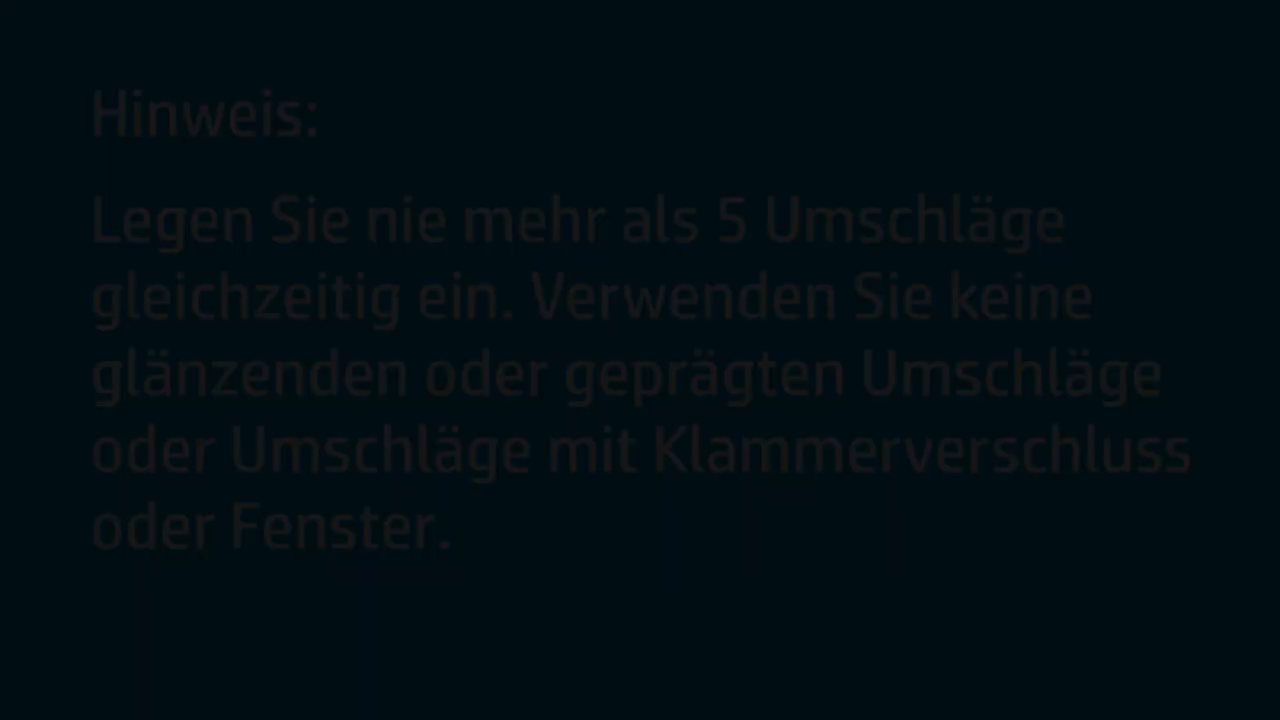 Hinweis:
Legen Sie nie mehr als 5 Umschläge
gleichzeitig ein. Verwenden Sie keine
glänzenden oder geprägten Umschläge
oder Umschläge mit Klammerverschluss
oder Fenster.